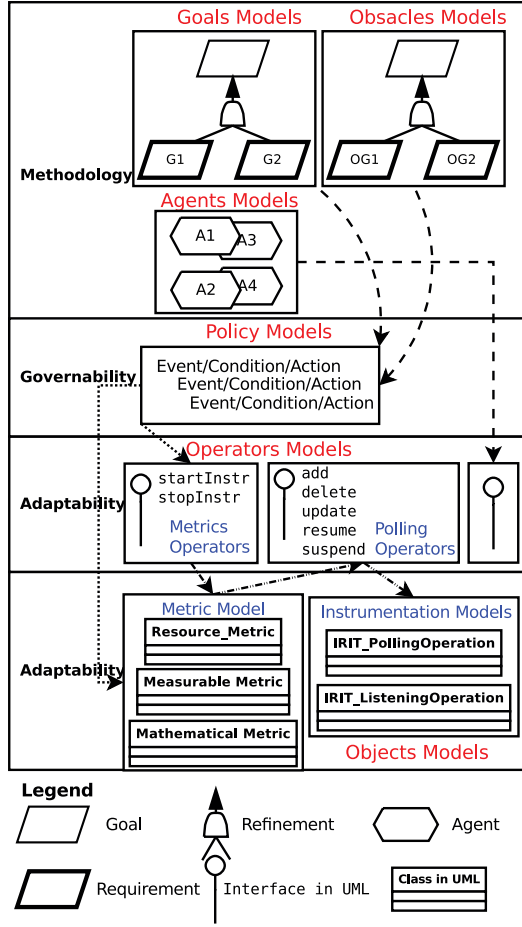 Goals Models
Obsacles Models
G1
G2
OG1
OG2
Methodology
Agents Models
A1
A3
A2
A4
Policy Models
Governability
Event/Condition/Action
Event/Condition/Action
Event/Condition/Action
Operators Models
Adaptability
startInstr
stopInstr
Metrics
Operators
add
delete
update
resume
suspend
Polling
Operators
Adaptability
Metric Model
Resource_Metric
Measurable Metric
Mathematical Metric
Instrumentation Models
IRIT_PollingOperation
IRIT_ListeningOperation
Objects Models
Legend
Goal
Refinement
Agent
Requirement
Interface in UML
Class in UML